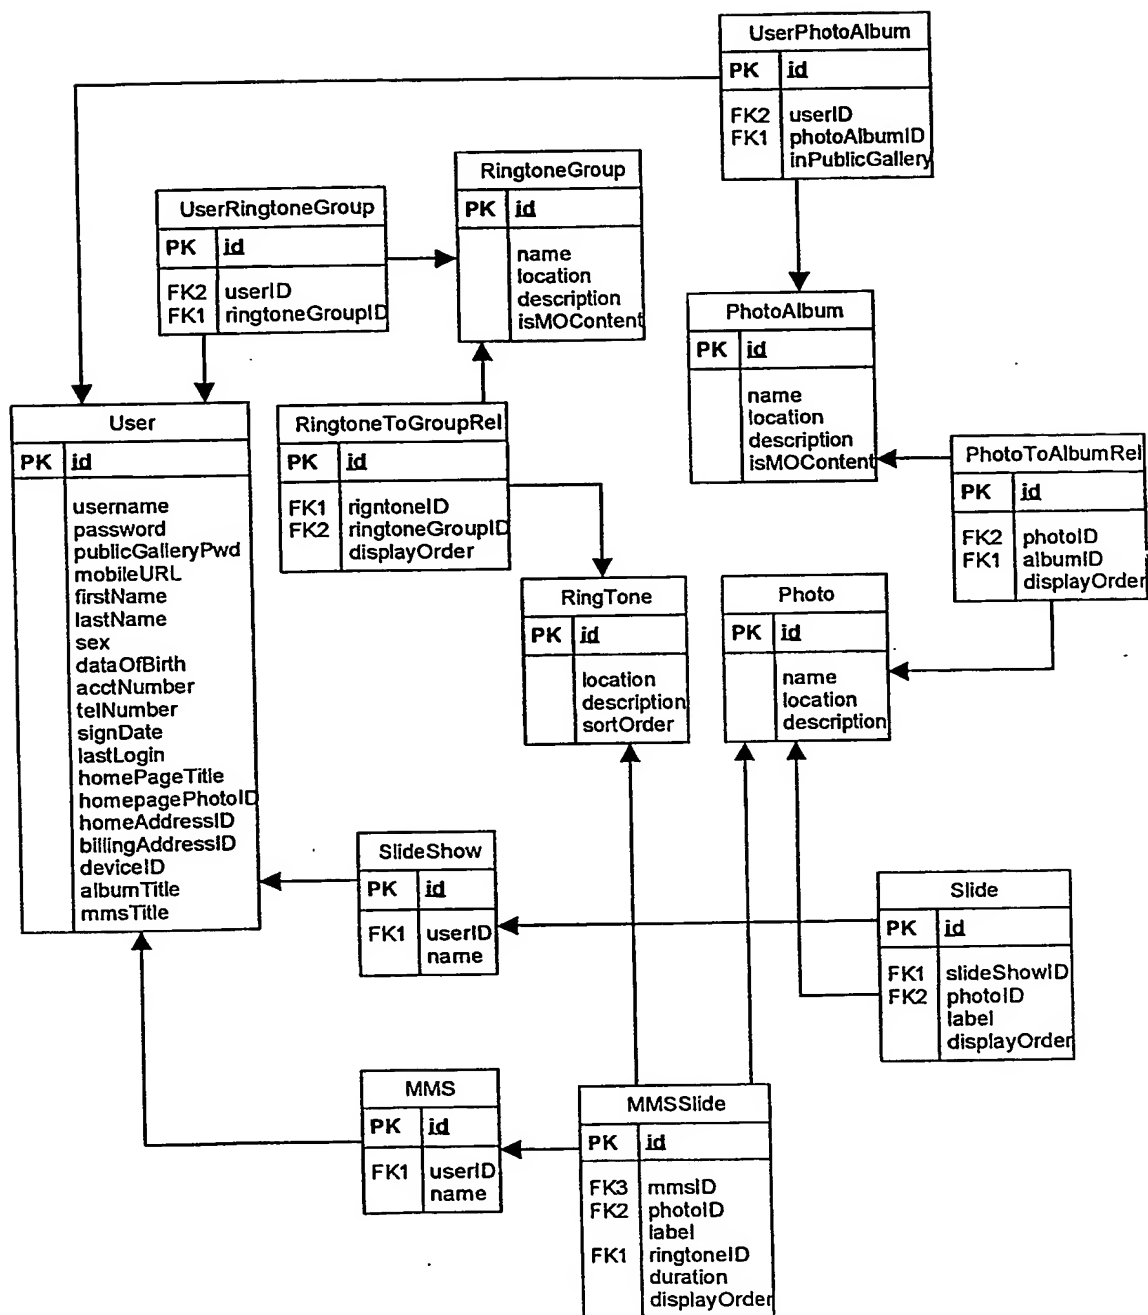 UserPhotoAlbum
PK id
FK2 userID
FK1 photoAlbumID
inPublicGallery
RingtoneGroup
PK id
name
location
description
isMOContent
UserRingtoneGroup
PK id
FK2 userID
FK1 ringtoneGroupID
PhotoAlbum
PK id
name
location
description
isMOContent
User
PK id
username
password
publicGalleryPwd
mobileURL
firstName
lastName
sex
dataOfBirth
acctNumber
telNumber
signDate
lastLogin
homePageTitle
homepagePhotoID
homeAddressID
billingAddressID
deviceID
albumTitle
mmsTitle
RingtoneToGroupRel
PK id
FK1 rigntoneID
FK2 ringtoneGroupID
displayOrder
PhotoToAlbumRel
PK id
FK2 photoID
FK1 albumID
displayOrder
RingTone
PK id
location
description
sortOrder
Photo
PK id
name
location
description
SlideShow
PK id
FK1 userID
name
Slide
PK id
FK1 slideShowID
FK2 photoID
label
displayOrder
MMS
PK id
FK1 userID
name
MMSSlide
PK id
FK3 mmsID
FK2 photoID
label
FK1 ringtoneID
duration
displayOrder